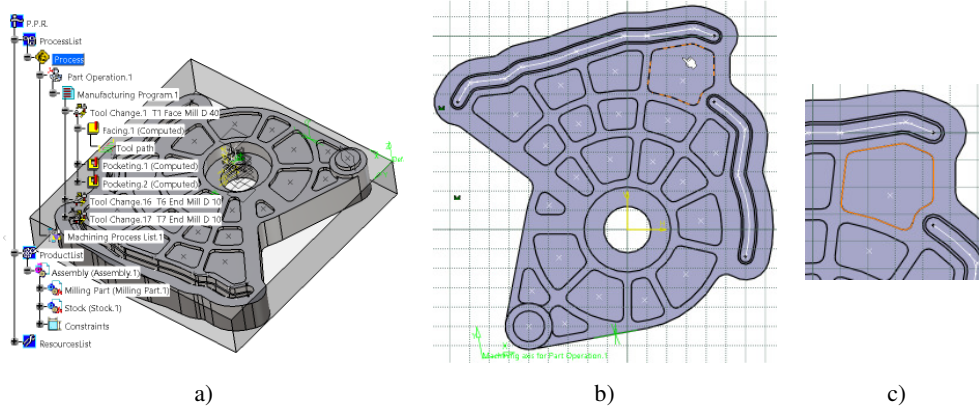 P.P.R.
ProcessList
Process
Part Operation.1
Manufacturing Program.1
Tool Change.1 T1 Face Mill D 40
Facing.1 (Computed)
Tool path
Pocketing.1 (Computed)
Pocketing.2 (Computed)
Tool Change.16 T6 End Mill D 10
Tool Change.17 T7 End Mill D 10
Machining Process List.1
ProductList
Assembly (Assembly.1)
Milling Part (Milling Part.1)
Stock (Stock.1)
Constraints
ResourcesList
Machining axis for Part Operation.1
a)
b)
c)